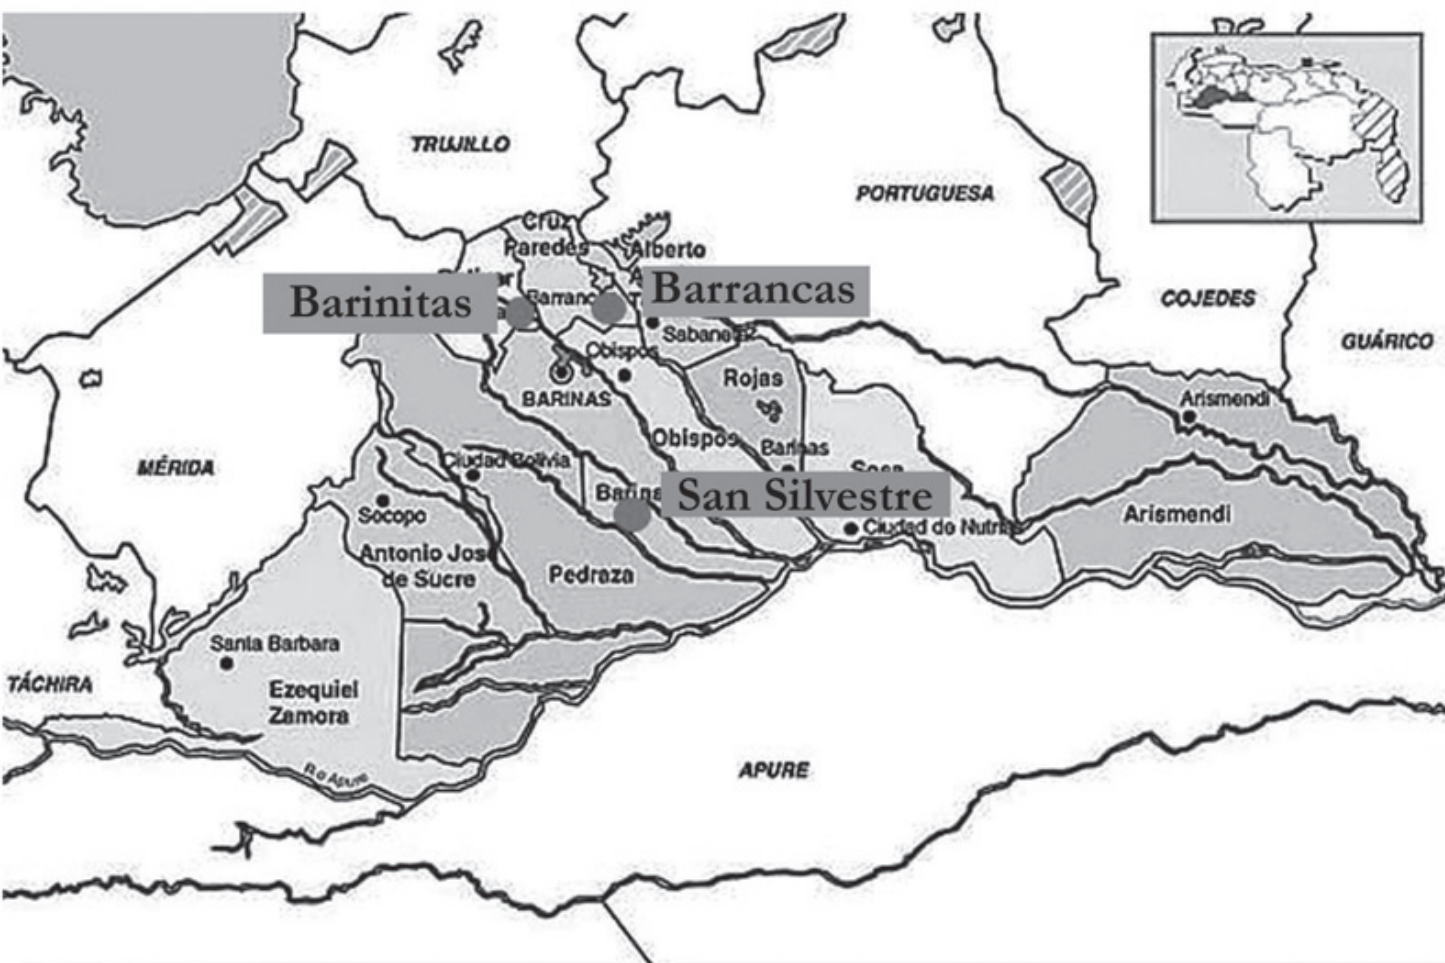 TRUJILLO
PORTUGUESA
Cruz
Paredes
Alberto
Barinitas
Barrancas
COJEDES
Sabaneta
GUÁRICO
Obispos
Rojas
BARINAS
Arismendi
Obispos
Barinas
MÉRIDA
Ciudad Bolivia
San Silvestre
Socopo
Arismendi
Antonio José
de Sucre
Pedraza
Santa Barbara
TÁCHIRA
Ezequiel
Zamora
APURE